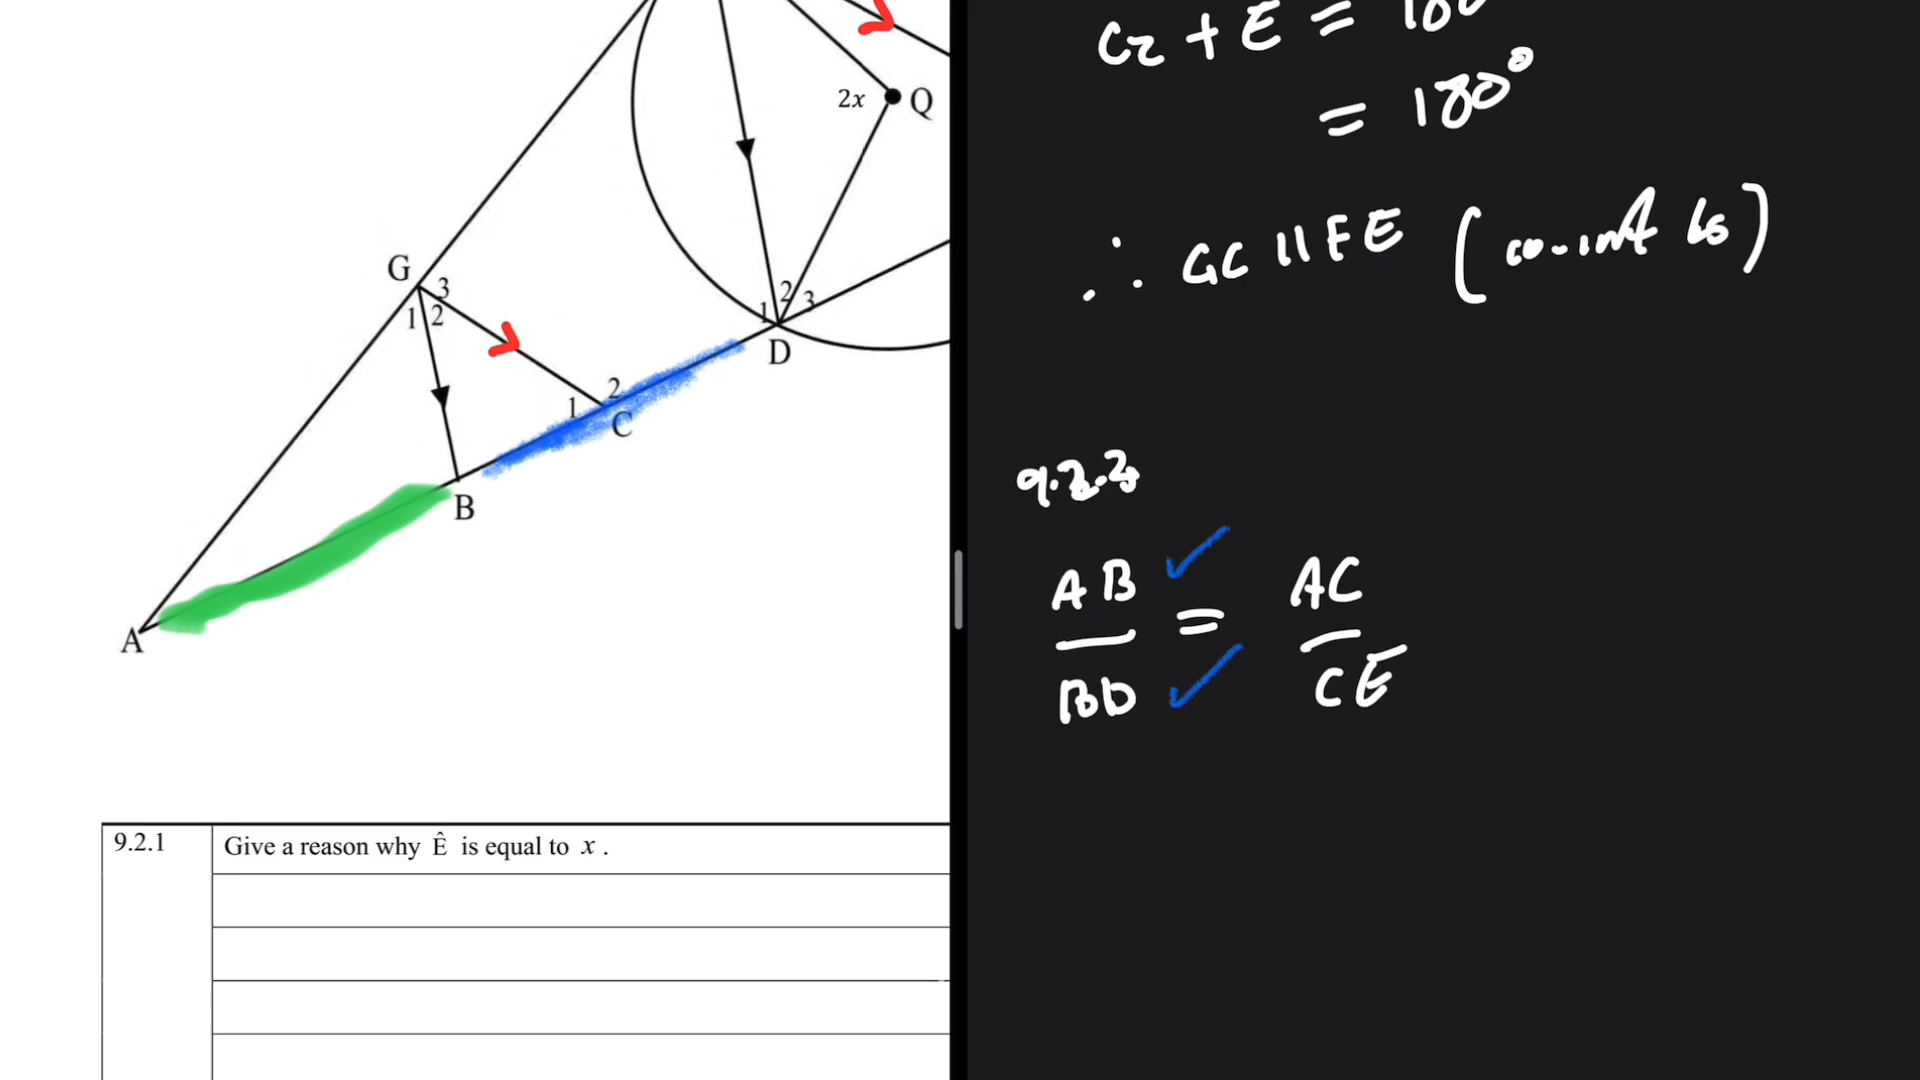 2x
Q
G
3
1 2
2
1 3
D
2
1
C
B
A
9.2.1 Give a reason why Ê is equal to x .
C2 + E = 180
= 180°
∴ GC || FE (co-int ∠s)
9.2.3
AB = AC
BD CE